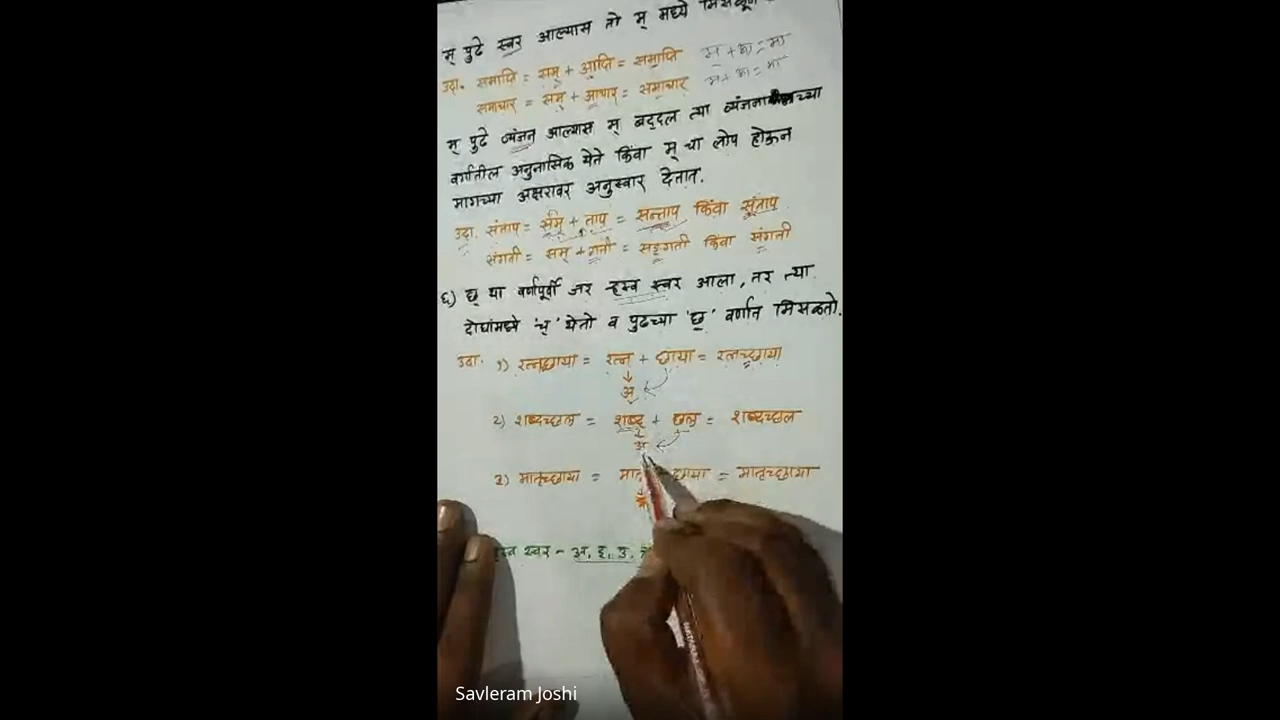 म् पुढे स्वर आल्यास तो म् मध्ये मिसळून
उदा. समाप्ति = सम् + आप्ति = समाप्ति म + आ = मा
समाचार = सम् + आचार = समाचार म + आ = मा
म् पुढे व्यंजन आल्यास म् बद्दल त्या व्यंजनाच्या
वर्गातील अनुनासिक येते किंवा म् चा लोप होऊन
मागच्या अक्षरावर अनुस्वार देतात.
उदा. संताप = सम् + ताप = सन्ताप किंवा संताप
संगती = सम् + गती = सङ्गती किंवा संगती
६) छ् या वर्णापूर्वी जर ऱ्हस्व स्वर आला, तर त्या
दोघांमध्ये 'च्' येतो व पुढच्या 'छ्' वर्णात मिसळतो.
उदा. १) रत्नछाया = रत्न + छाया = रत्नच्छाया
अ
२) शब्दच्छल = शब्द + छल = शब्दच्छल
अ
३) मातृच्छाया = मातृ छाया = मातृच्छाया
स्वर - अ, इ, उ,
Savleram Joshi